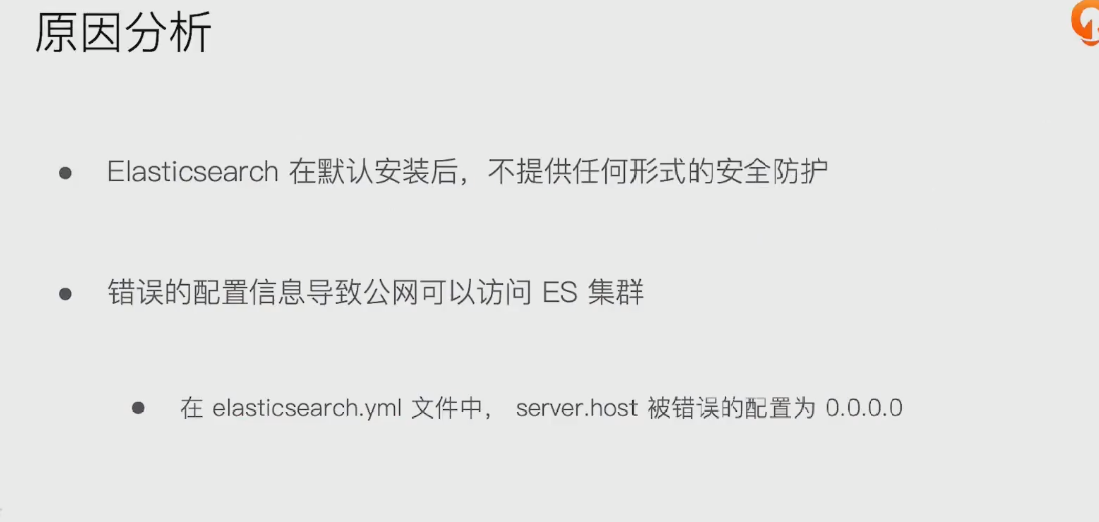 原因分析
Elasticsearch 在默认安装后，不提供任何形式的安全防护
错误的配置信息导致公网可以访问 ES 集群
在 elasticsearch.yml 文件中， server.host 被错误的配置为 0.0.0.0